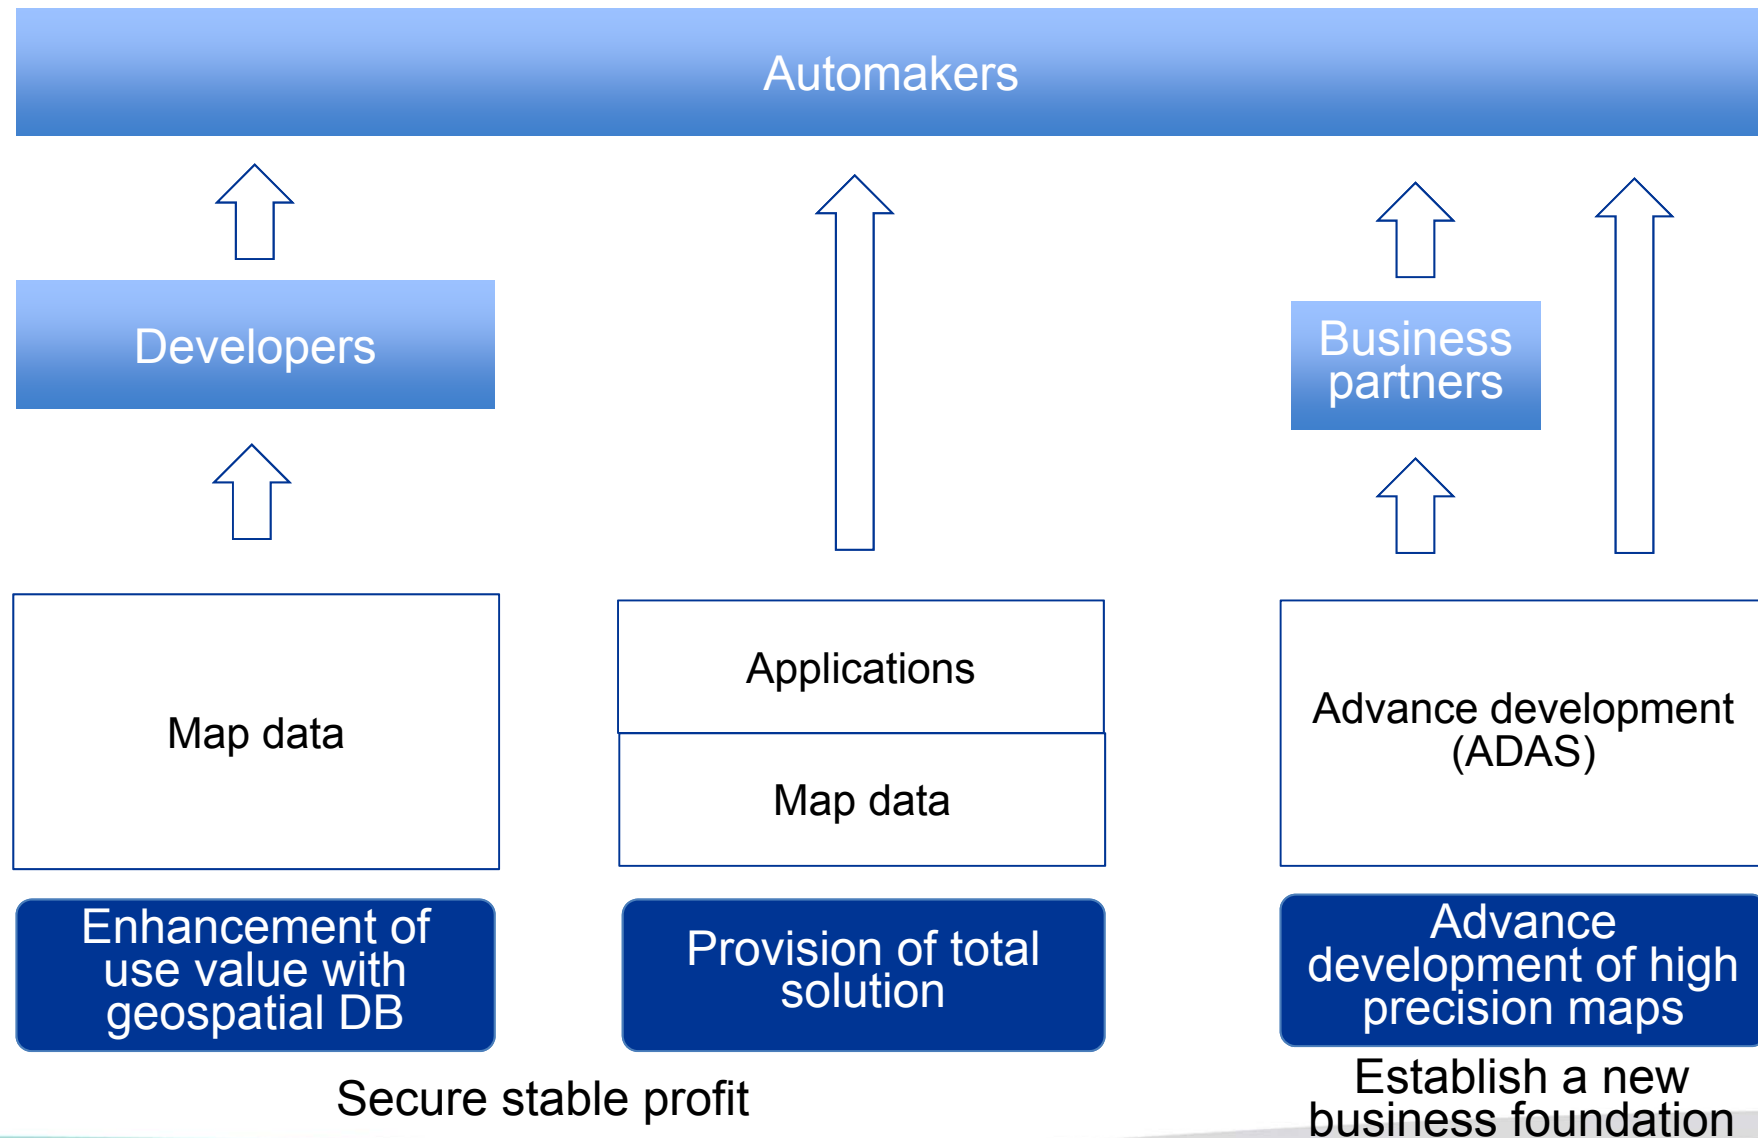 Automakers
Developers
Business
partners
Map data
Applications
Map data
Advance development
(ADAS)
Enhancement of
use value with
geospatial DB
Provision of total
solution
Advance
development of high
precision maps
Secure stable profit
Establish a new
business foundation